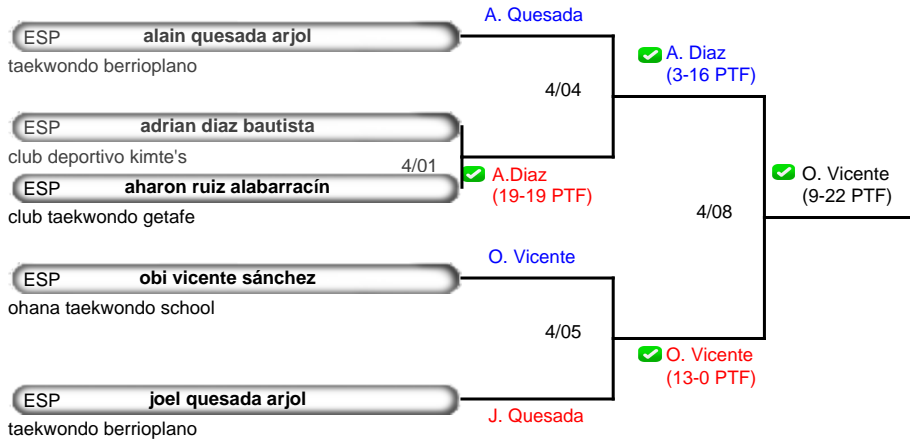 A. Quesada
ESP alain quesada arjol
taekwondo berrioplano
A. Diaz
(3-16 PTF)
4/04
ESP adrian diaz bautista
club deportivo kimte's
4/01
A.Diaz
(19-19 PTF)
ESP aharon ruiz alabarracín
club taekwondo getafe
O. Vicente
(9-22 PTF)
4/08
O. Vicente
ESP obi vicente sánchez
ohana taekwondo school
4/05
O. Vicente
(13-0 PTF)
ESP joel quesada arjol
J. Quesada
taekwondo berrioplano